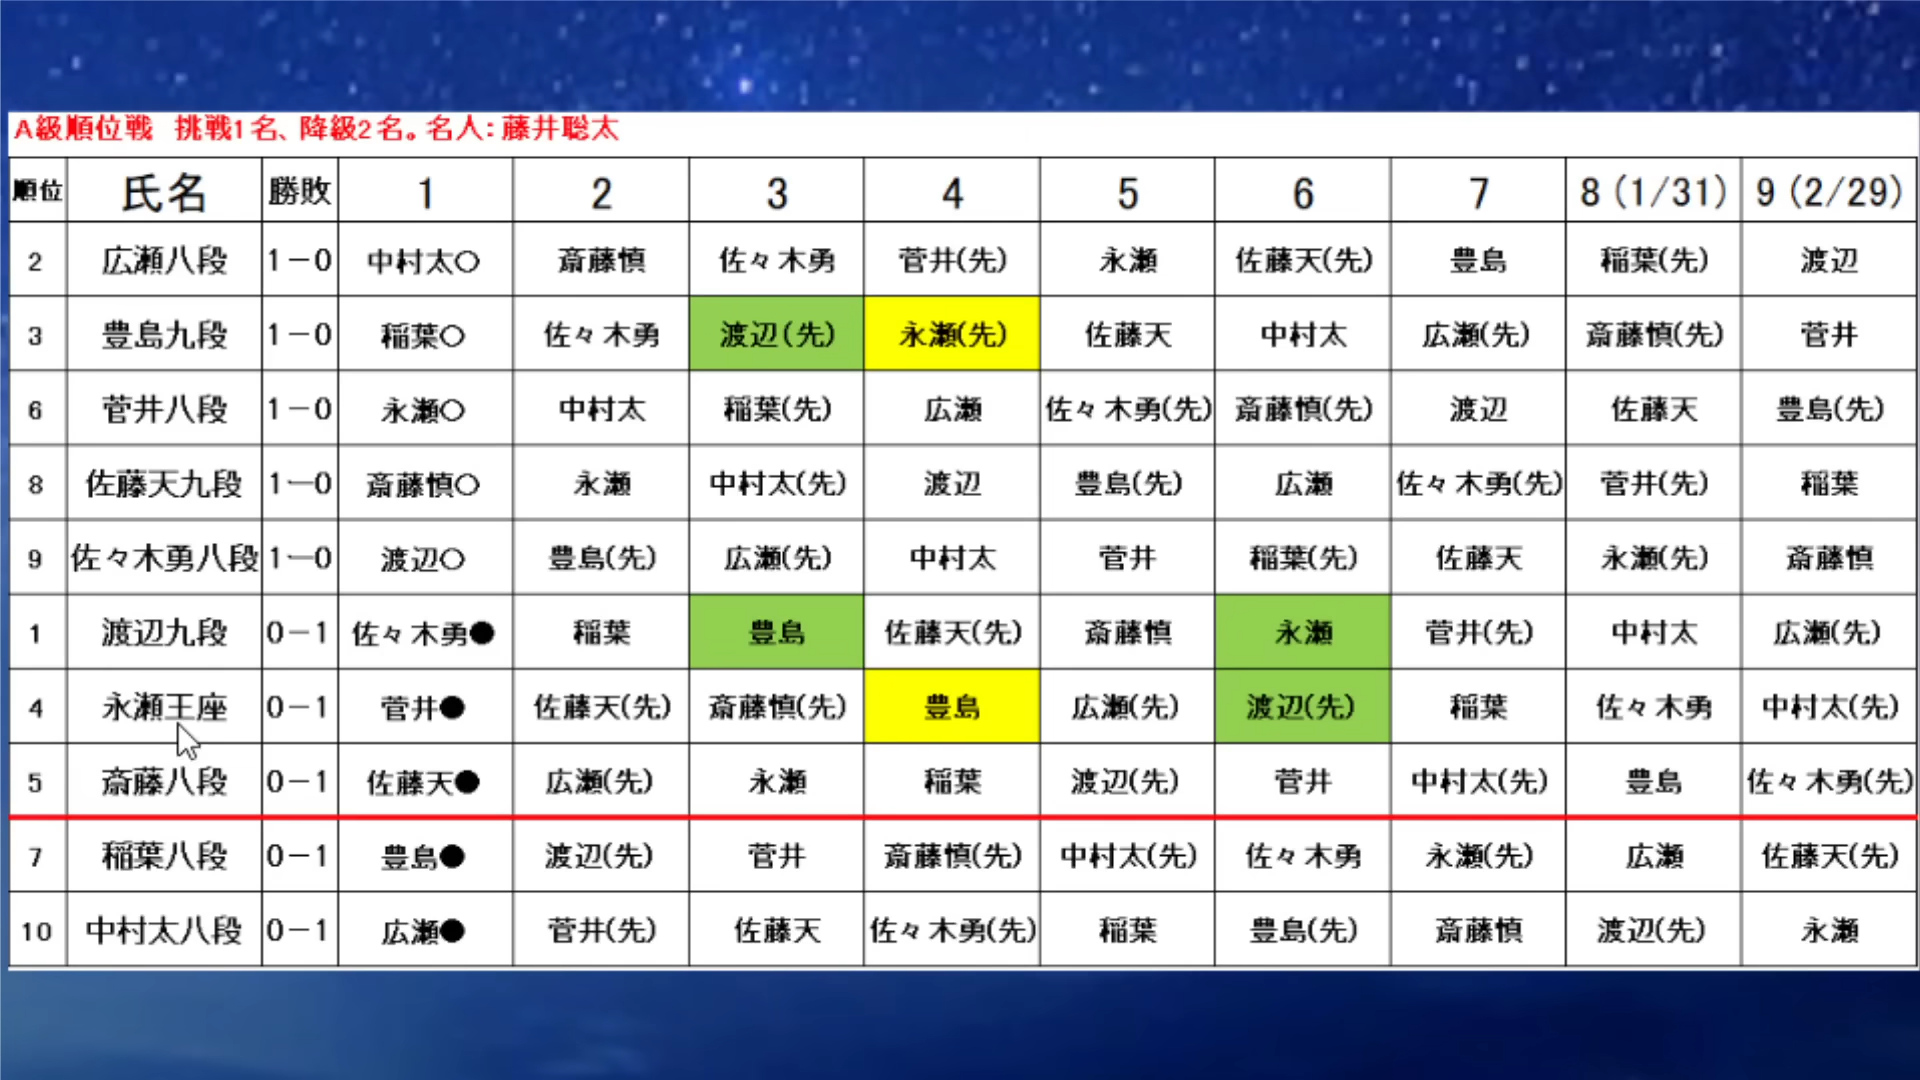 A級順位戦 挑戦1名、降級2名。名人：藤井聡太
順位 氏名 勝敗 1 2 3 4 5 6 7 8(1/31) 9(2/29)
2 広瀬八段 1－0 中村太○ 斎藤慎 佐々木勇 菅井(先) 永瀬 佐藤天(先) 豊島 稲葉(先) 渡辺
3 豊島九段 1－0 稲葉○ 佐々木勇 渡辺(先) 永瀬(先) 佐藤天 中村太 広瀬(先) 斎藤慎(先) 菅井
6 菅井八段 1－0 永瀬○ 中村太 稲葉(先) 広瀬 佐々木勇(先) 斎藤慎(先) 渡辺 佐藤天 豊島(先)
8 佐藤天九段 1―0 斎藤慎○ 永瀬 中村太(先) 渡辺 豊島(先) 広瀬 佐々木勇(先) 菅井(先) 稲葉
9 佐々木勇八段 1―0 渡辺○ 豊島(先) 広瀬(先) 中村太 菅井 稲葉(先) 佐藤天 永瀬(先) 斎藤慎
1 渡辺九段 0－1 佐々木勇● 稲葉 豊島 佐藤天(先) 斎藤慎 永瀬 菅井(先) 中村太 広瀬(先)
4 永瀬王座 0－1 菅井● 佐藤天(先) 斎藤慎(先) 豊島 広瀬(先) 渡辺(先) 稲葉 佐々木勇 中村太(先)
5 斎藤八段 0－1 佐藤天● 広瀬(先) 永瀬 稲葉 渡辺(先) 菅井 中村太(先) 豊島 佐々木勇(先)
7 稲葉八段 0－1 豊島● 渡辺(先) 菅井 斎藤慎(先) 中村太(先) 佐々木勇 永瀬(先) 広瀬 佐藤天(先)
10 中村太八段 0－1 広瀬● 菅井(先) 佐藤天 佐々木勇(先) 稲葉 豊島(先) 斎藤慎 渡辺(先) 永瀬